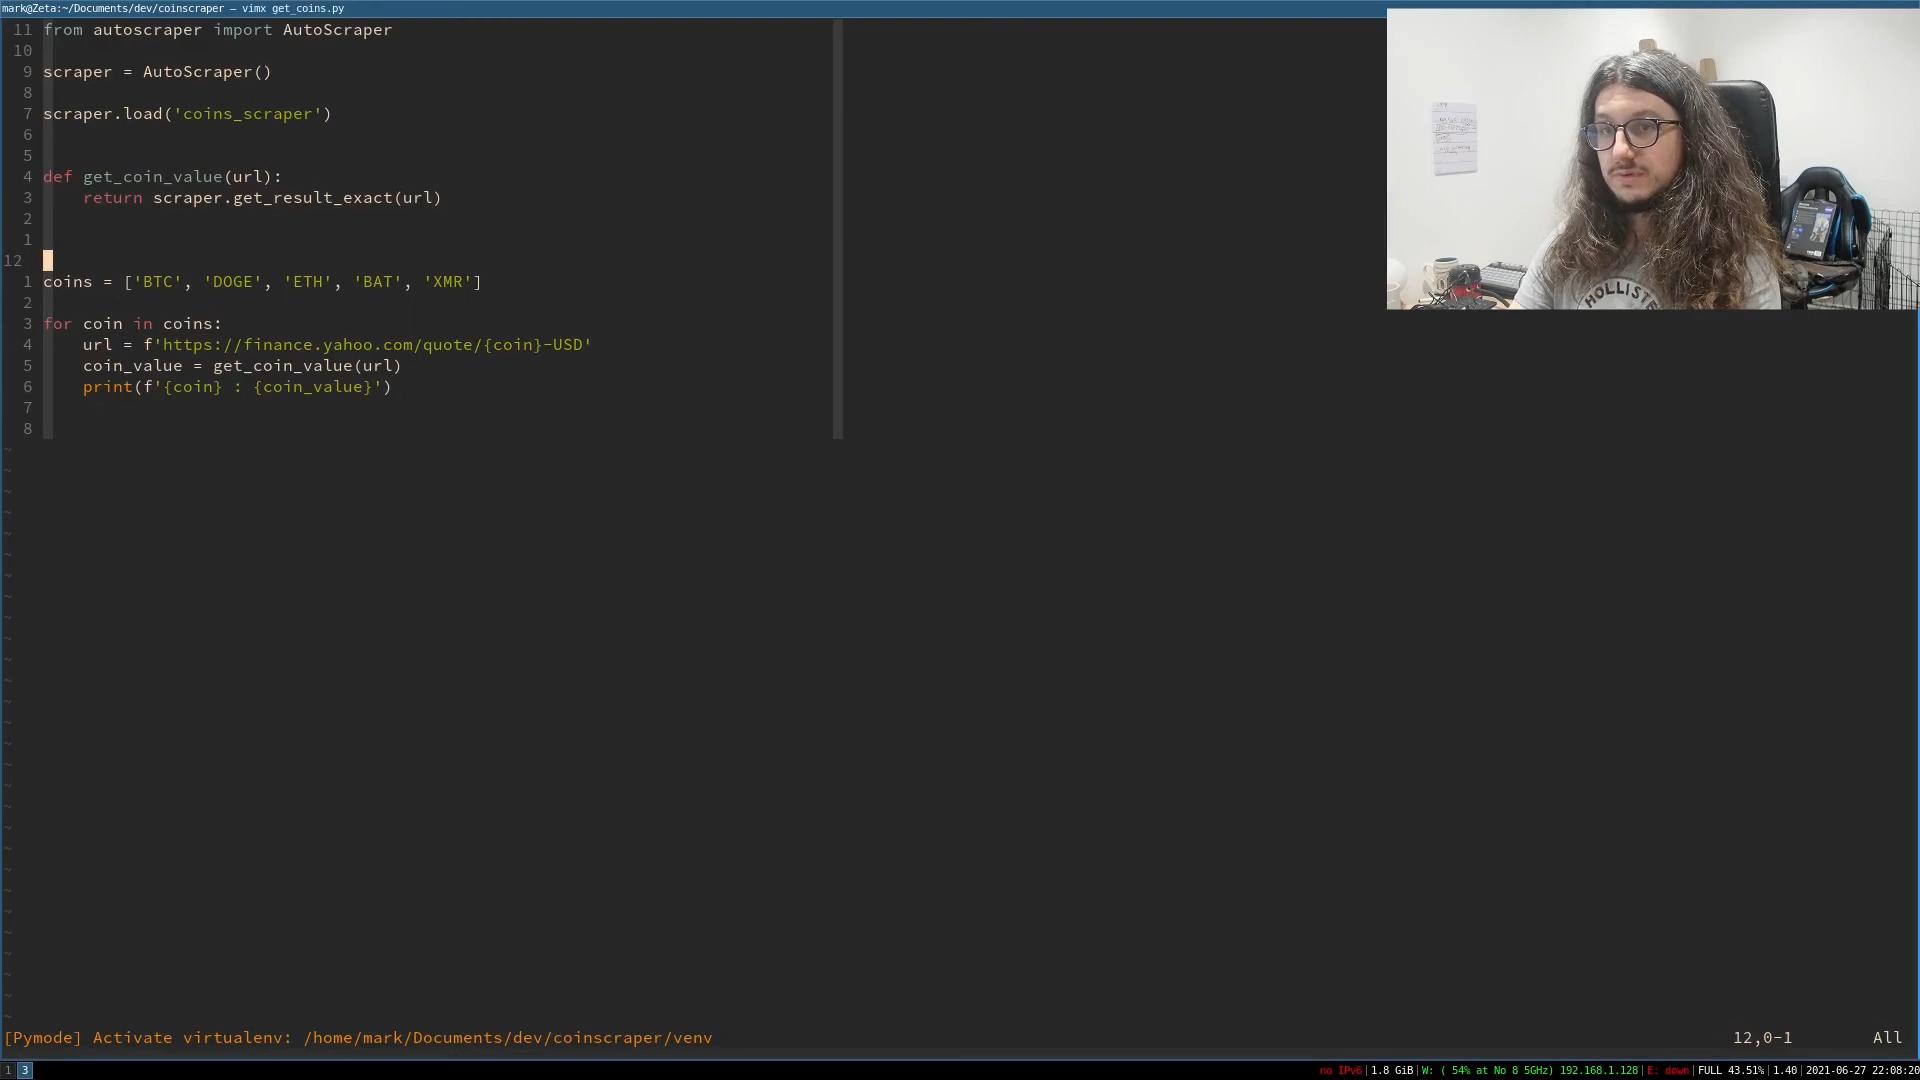 mark@Zeta:~/Documents/dev/coinscraper — vimx get_coins.py
11 from autoscraper import AutoScraper
10
9 scraper = AutoScraper()
8
7 scraper.load('coins_scraper')
6
5
4 def get_coin_value(url):
3     return scraper.get_result_exact(url)
2
1
12
1 coins = ['BTC', 'DOGE', 'ETH', 'BAT', 'XMR']
2
3 for coin in coins:
4     url = f'https://finance.yahoo.com/quote/{coin}-USD'
5     coin_value = get_coin_value(url)
6     print(f'{coin} : {coin_value}')
7
8
HOLLISTE
[Pymode] Activate virtualenv: /home/mark/Documents/dev/coinscraper/venv 12,0-1 All
1 3 no IPv6|1.8 GiB|W: ( 54% at No 8 5GHz) 192.168.1.128|E: down|FULL 43.51%|1.40|2021-06-27 22:08:20